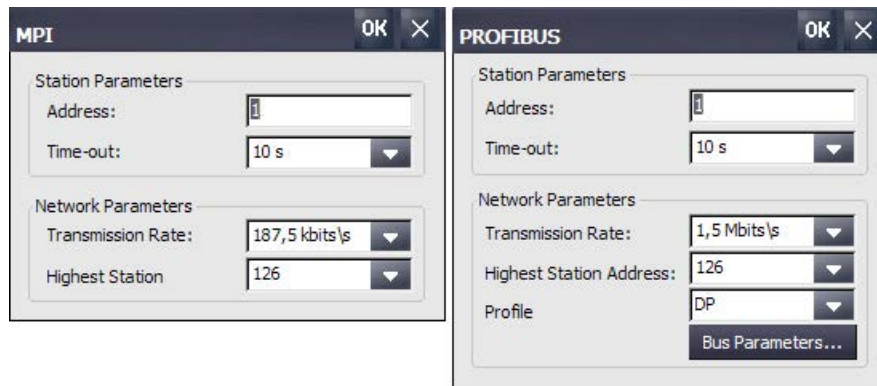 MPI OK
Station Parameters
Address: 1
Time-out: 10 s
Network Parameters
Transmission Rate: 187,5 kbits\s
Highest Station 126
PROFIBUS OK
Station Parameters
Address: 1
Time-out: 10 s
Network Parameters
Transmission Rate: 1,5 Mbits\s
Highest Station Address: 126
Profile DP
Bus Parameters...